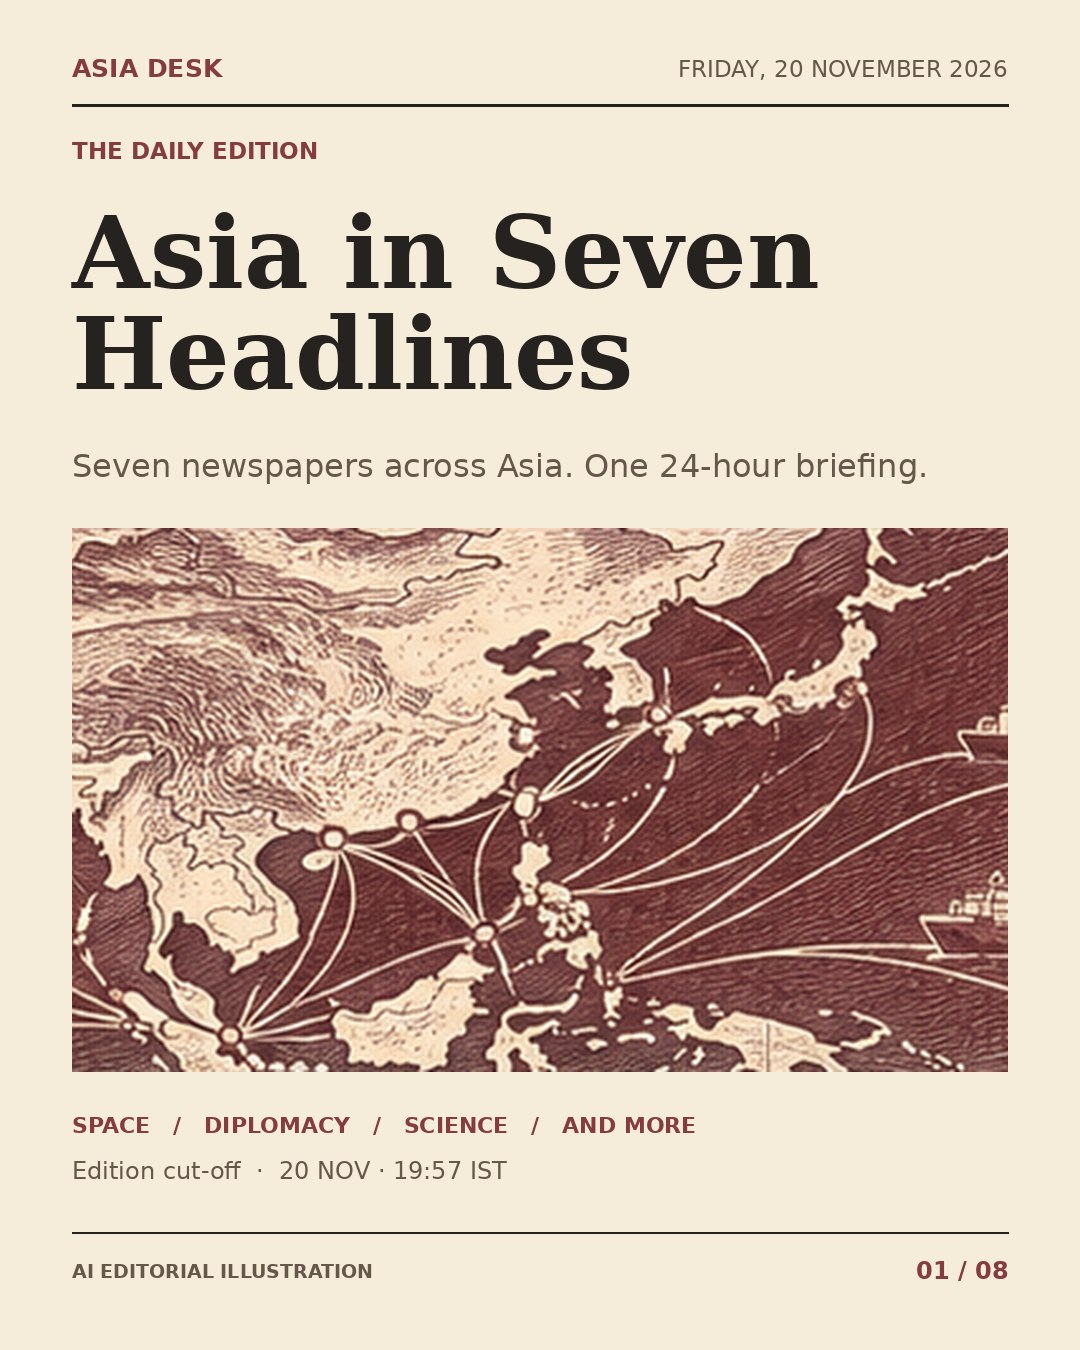 ASIA DESK
FRIDAY, 20 NOVEMBER 2026
THE DAILY EDITION
Asia in Seven
Headlines
Seven newspapers across Asia. One 24-hour briefing.
SPACE / DIPLOMACY / SCIENCE / AND MORE
Edition cut-off · 20 NOV · 19:57 IST
AI EDITORIAL ILLUSTRATION
01 / 08